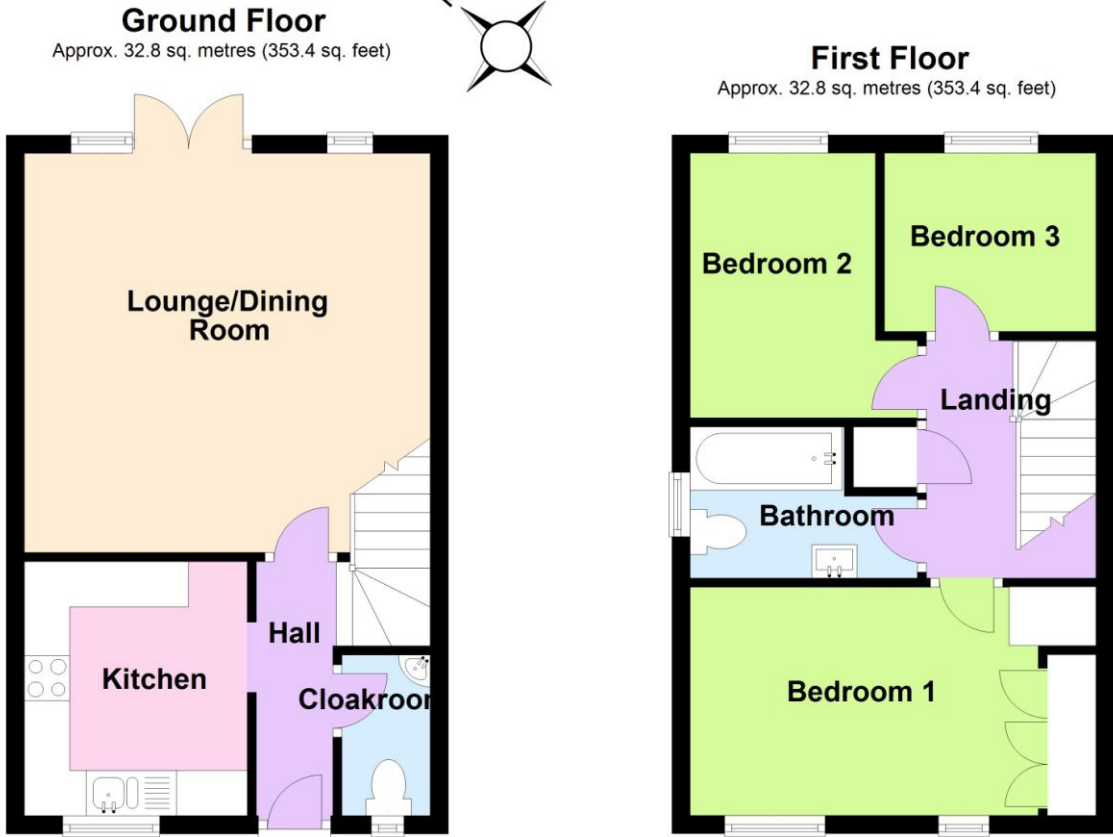 Ground Floor
Approx. 32.8 sq. metres (353.4 sq. feet)
Lounge/Dining
Room
Hall
Kitchen
Cloakroom
First Floor
Approx. 32.8 sq. metres (353.4 sq. feet)
Bedroom 3
Bedroom 2
Landing
Bathroom
Bedroom 1